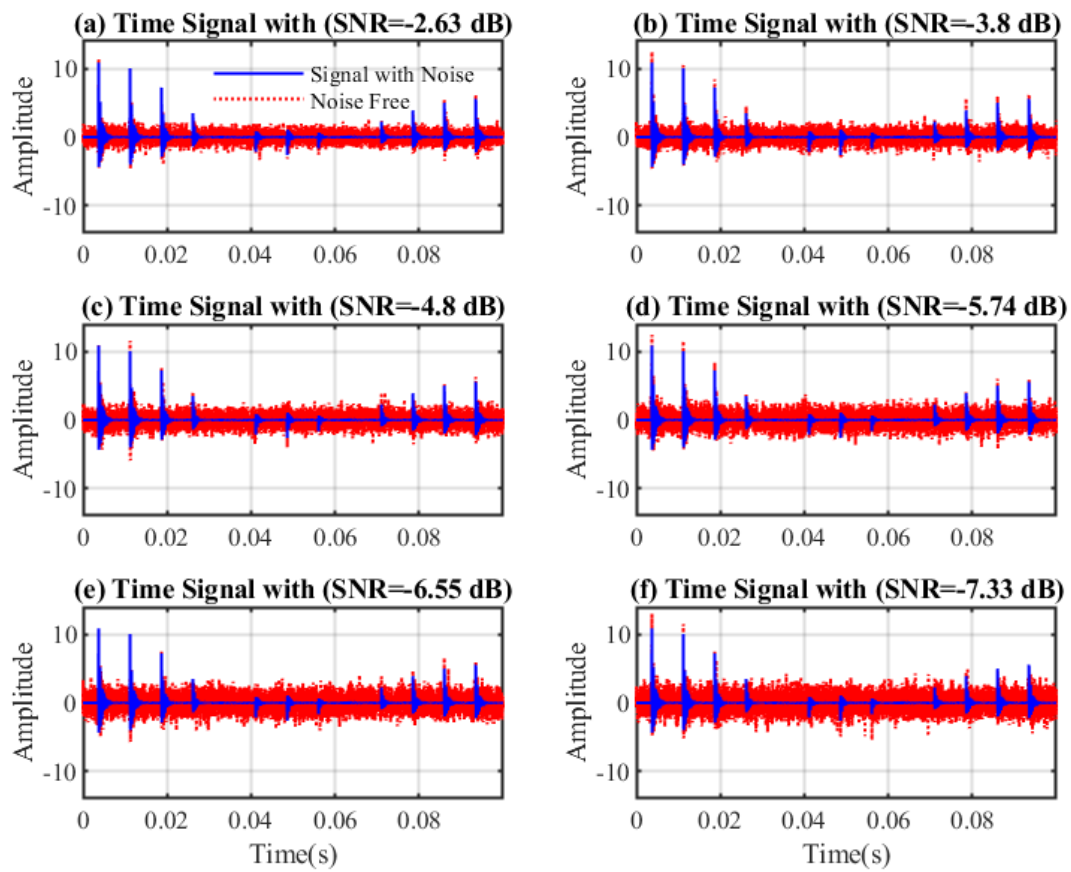 (a) Time Signal with (SNR=-2.63 dB)
Amplitude
10
0
-10
Signal with Noise
Noise Free
0 0.02 0.04 0.06 0.08
(b) Time Signal with (SNR=-3.8 dB)
Amplitude
10
0
-10
0 0.02 0.04 0.06 0.08
(c) Time Signal with (SNR=-4.8 dB)
Amplitude
10
0
-10
0 0.02 0.04 0.06 0.08
(d) Time Signal with (SNR=-5.74 dB)
Amplitude
10
0
-10
0 0.02 0.04 0.06 0.08
(e) Time Signal with (SNR=-6.55 dB)
Amplitude
10
0
-10
0 0.02 0.04 0.06 0.08
Time(s)
(f) Time Signal with (SNR=-7.33 dB)
Amplitude
10
0
-10
0 0.02 0.04 0.06 0.08
Time(s)